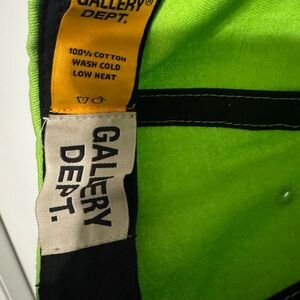 GALLERY®
DEPT.
100% COTTON
WASH COLD
LOW HEAT
GALLERY
DEPT.